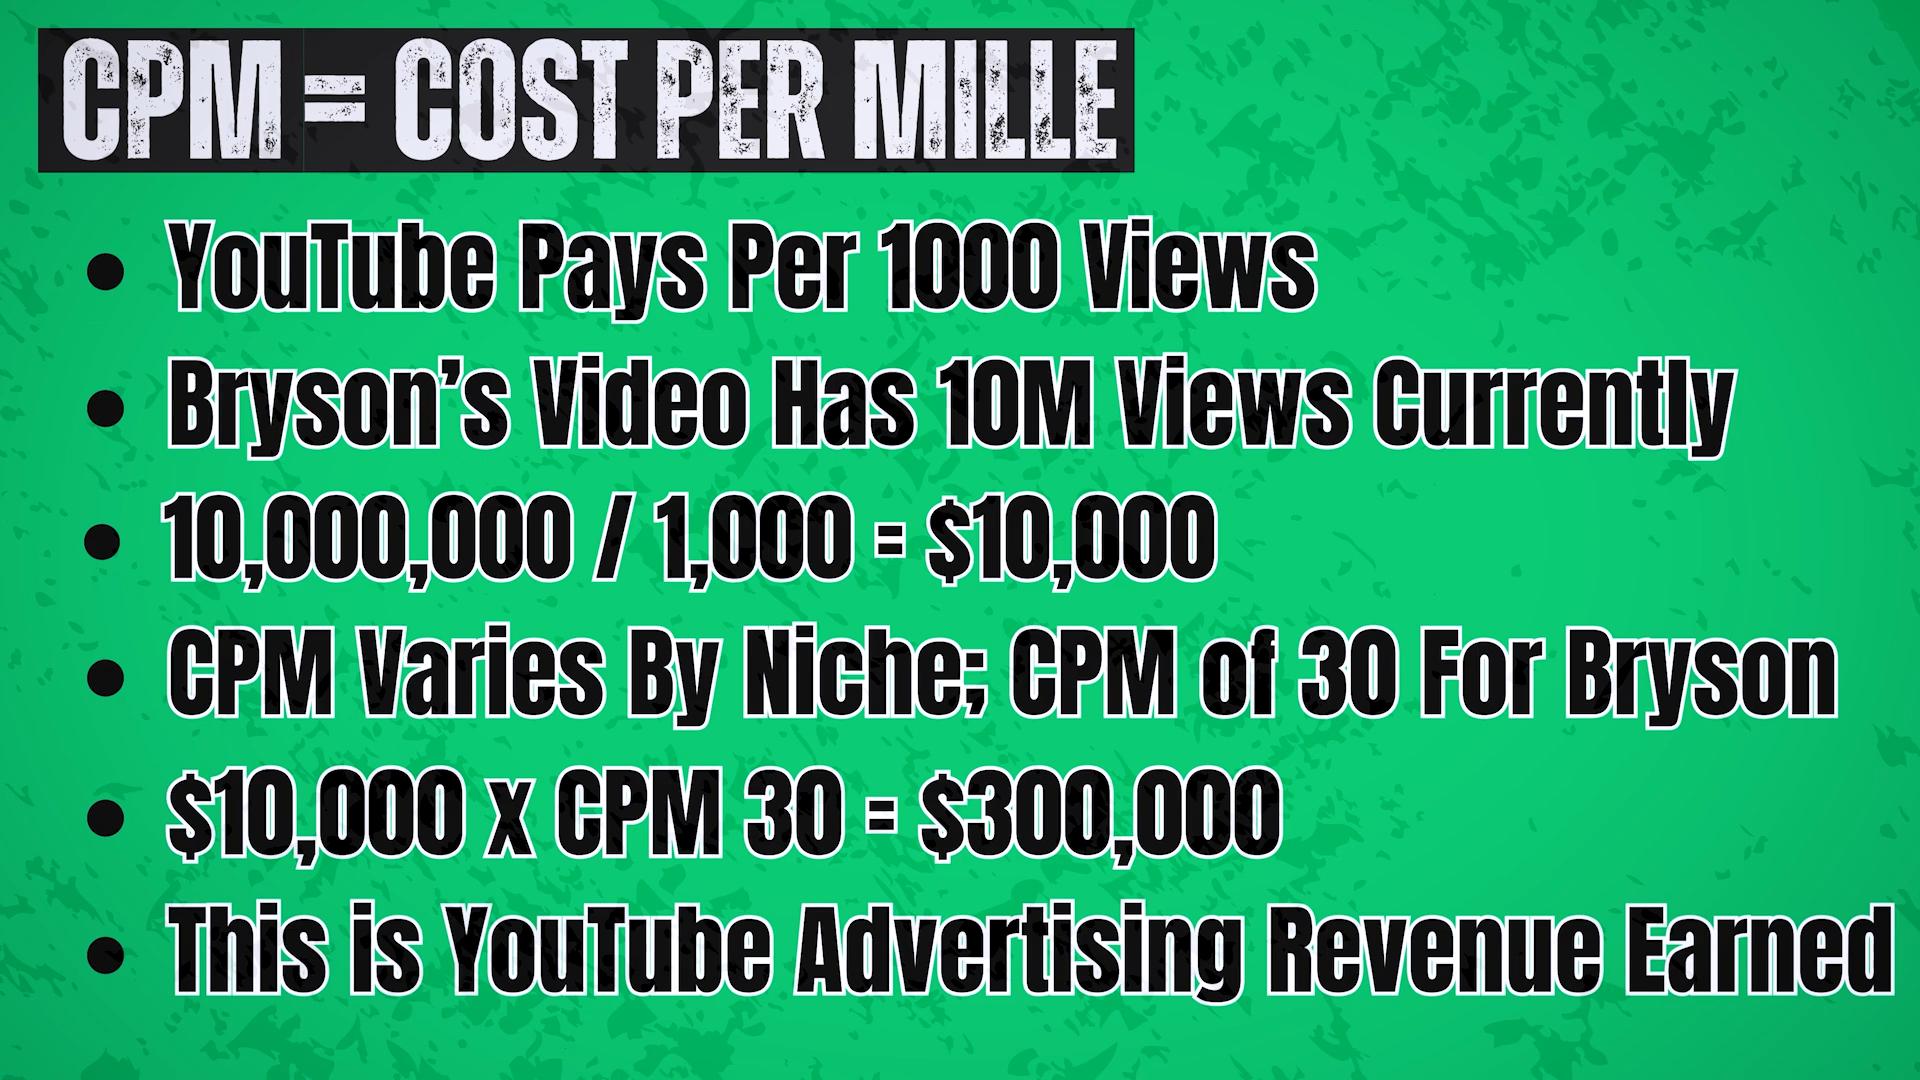 CPM = COST PER MILLE
• YouTube Pays Per 1000 Views
• Bryson’s Video Has 10M Views Currently
• 10,000,000 / 1,000 = $10,000
• CPM Varies By Niche; CPM of 30 For Bryson
• $10,000 x CPM 30 = $300,000
• This is YouTube Advertising Revenue Earned